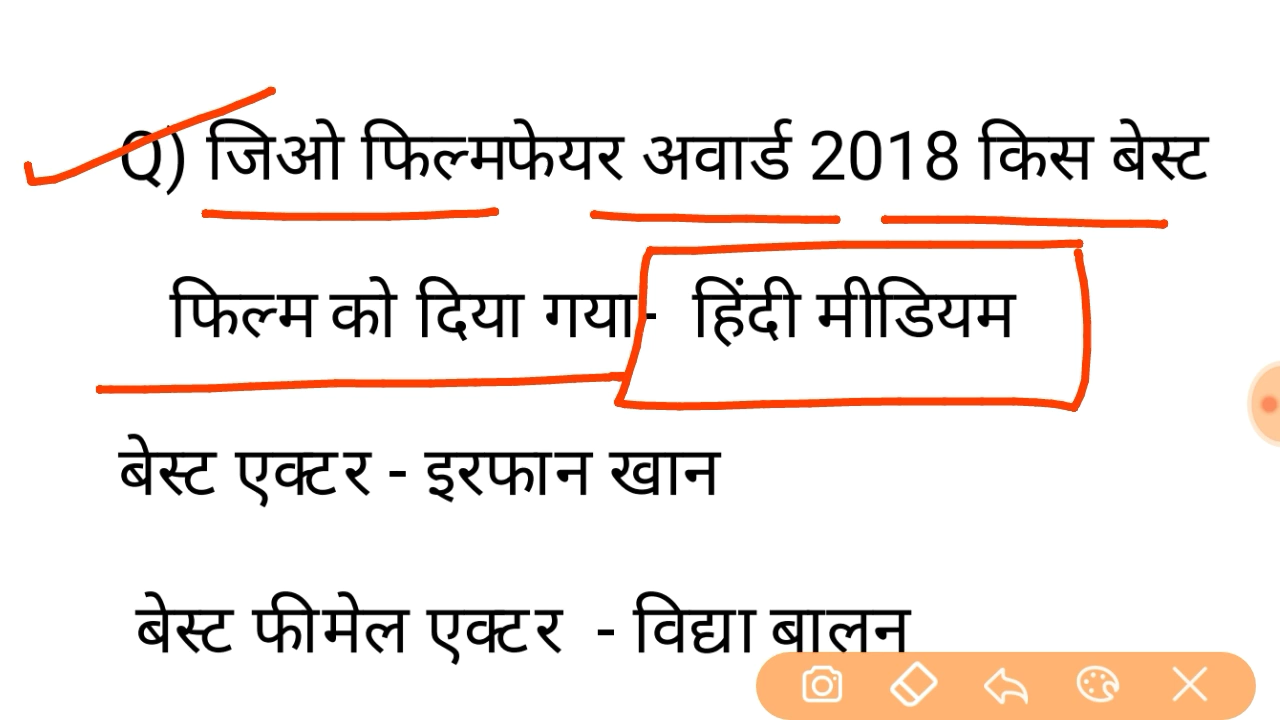 Q) जिओ फिल्मफेयर अवार्ड 2018 किस बेस्ट
फिल्म को दिया गया- हिंदी मीडियम
बेस्ट एक्टर - इरफान खान
बेस्ट फीमेल एक्टर - विद्या बालन